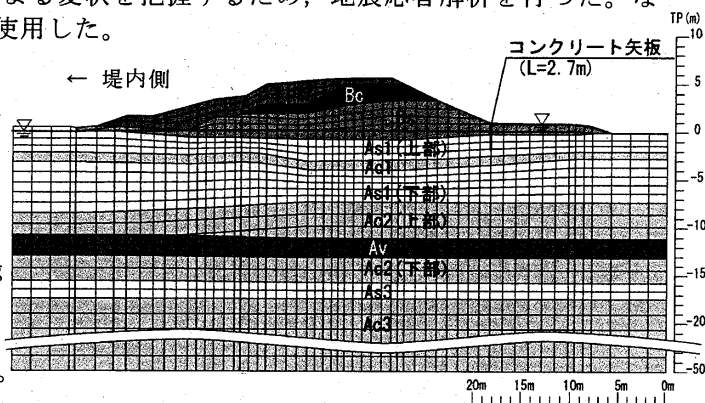 よる変状を把握するため，地震応答解析を行った。な
使用した。
TP(m)
コンクリート矢板
(L=2.7m)
← 堤内側
Bc
As1(上部)
Ac1
As1(下部)
Ac2(上部)
Av
Ac2(下部)
As3
Ac3
10
5
0
-5
-10
-15
-20
-50
20m 15m 10m 5m 0m